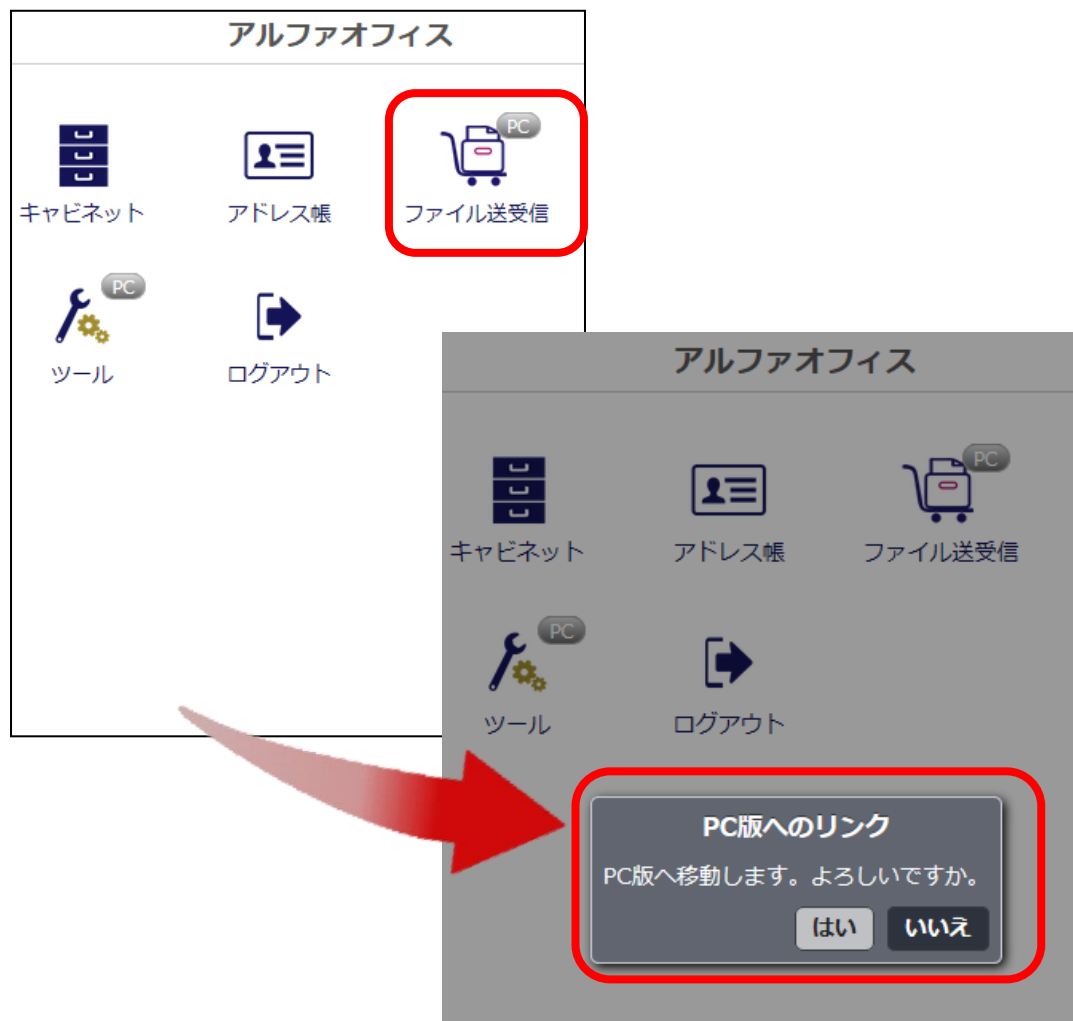 アルファオフィス
PC
キャビネット アドレス帳 ファイル送受信
PC
ツール ログアウト
アルファオフィス
PC
キャビネット アドレス帳 ファイル送受信
PC
ツール ログアウト
PC版へのリンク
PC版へ移動します。よろしいですか。
はい いいえ